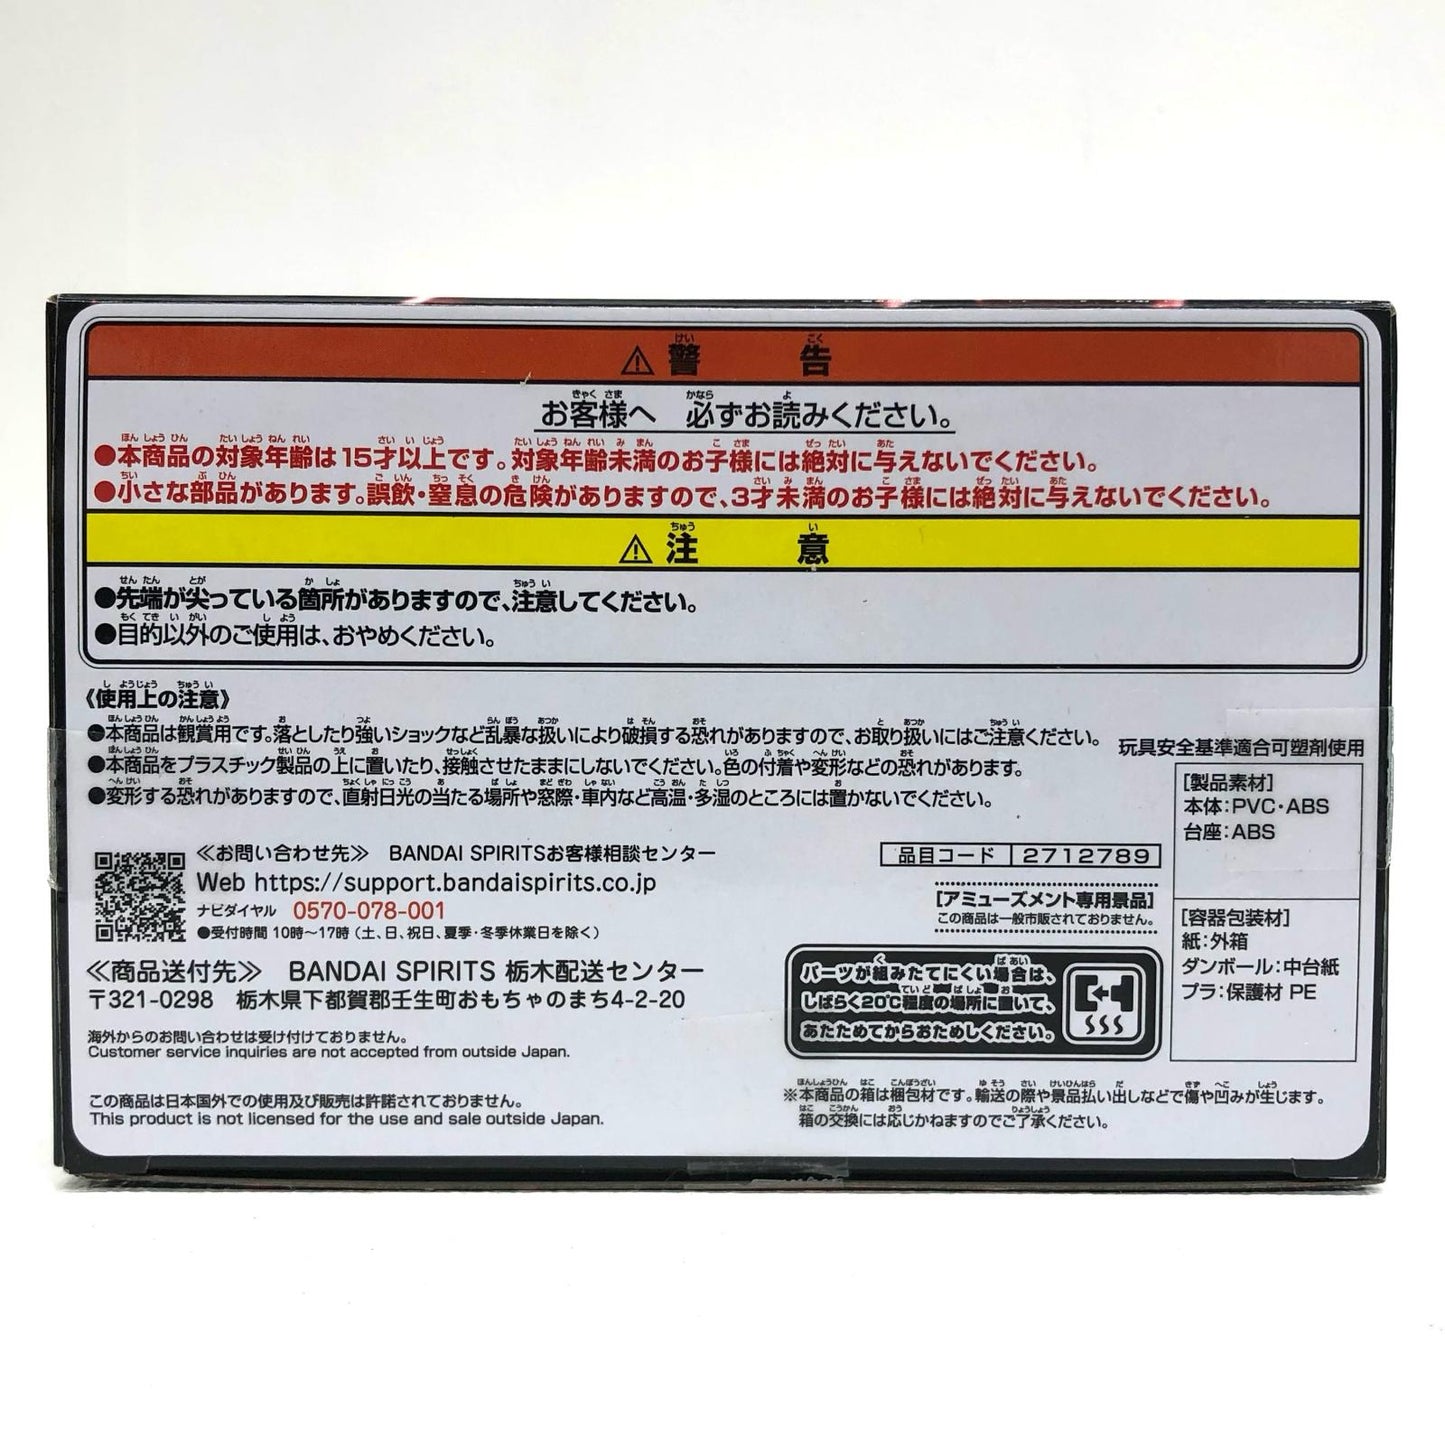 ⚠警告
お客様へ 必ずお読みください。
●本商品の対象年齢は15才以上です。対象年齢未満のお子様には絶対に与えないでください。
●小さな部品があります。誤飲・窒息の危険がありますので、3才未満のお子様には絶対に与えないでください。
⚠注意
●先端が尖っている箇所がありますので、注意してください。
●目的以外のご使用は、おやめください。
《使用上の注意》
●本商品は観賞用です。落としたり強いショックなど乱暴な扱いにより破損する恐れがありますので、お取り扱いにはご注意ください。
●本商品をプラスチック製品の上に置いたり、接触させたままにしないでください。色の付着や変形などの恐れがあります。
●変形する恐れがありますので、直射日光の当たる場所や窓際・車内など高温・多湿のところには置かないでください。
玩具安全基準適合可塑剤使用
[製品素材]
本体:PVC・ABS
台座:ABS
[容器包装材]
紙:外箱
ダンボール:中台紙
プラ:保護材 PE
≪お問い合わせ先≫ BANDAI SPIRITSお客様相談センター
Web https://support.bandaispirits.co.jp
ナビダイヤル 0570-078-001
●受付時間 10時~17時(土、日、祝日、夏季・冬季休業日を除く)
≪商品送付先≫ BANDAI SPIRITS 栃木配送センター
〒321-0298 栃木県下都賀郡壬生町おもちゃのまち4-2-20
海外からのお問い合わせは受け付けておりません。
Customer service inquiries are not accepted from outside Japan.
この商品は日本国外での使用及び販売は許諾されておりません。
This product is not licensed for the use and sale outside Japan.
品目コード 2712789
[アミューズメント専用景品]
この商品は一般市販されておりません。
パーツが組みたてにくい場合は、
しばらく20℃程度の場所に置いて、
あたためてからおためしください。
※本商品の箱は梱包材です。輸送の際や景品払い出しなどで傷や凹みが生じます。
箱の交換には応じかねますのでご了承ください。